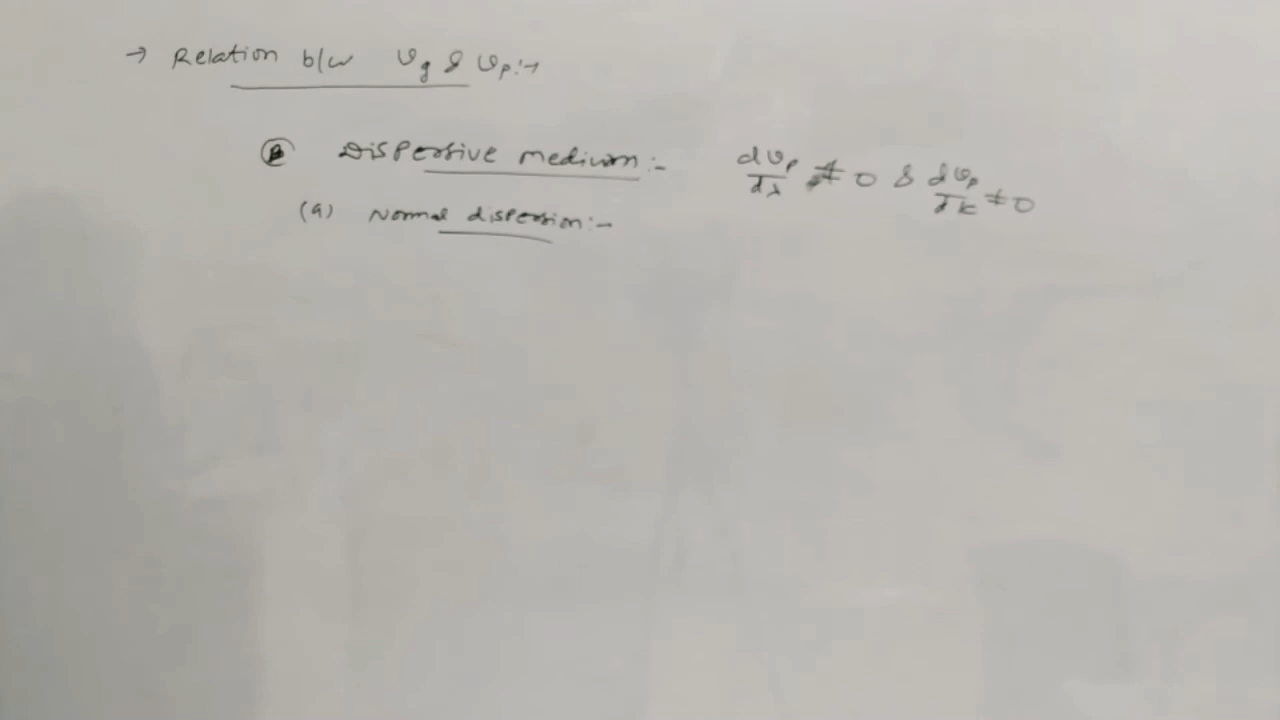 → Relation b/w vg & vp:→
Dispersive medium:- dvp/dλ ≠ 0 & dvp/dk ≠ 0
(a) Normal dispersion:-